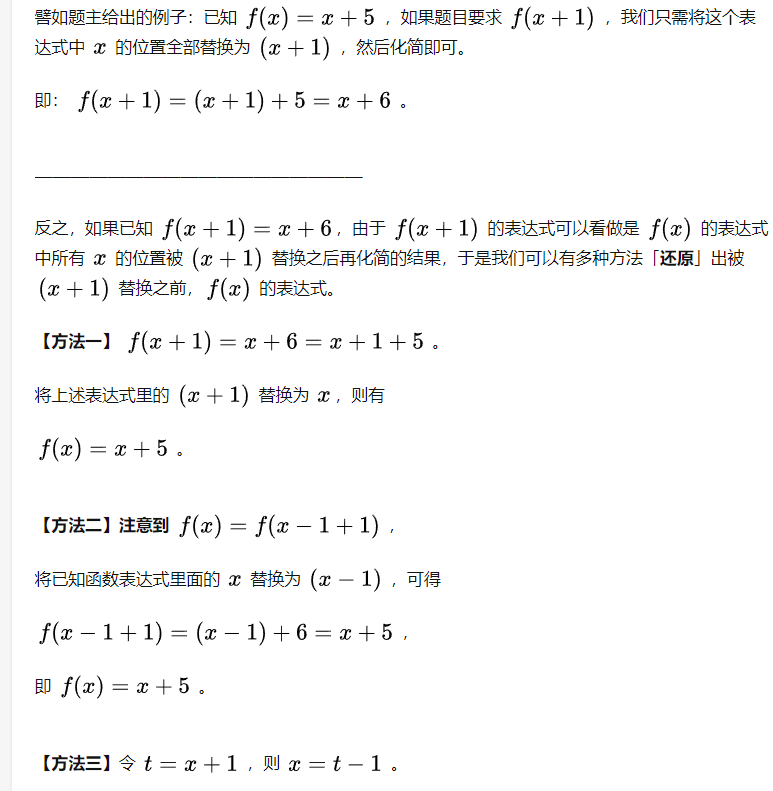 譬如题主给出的例子：已知 f(x) = x + 5 ，如果题目要求 f(x + 1) ，我们只需将这个表
达式中 x 的位置全部替换为 (x + 1) ，然后化简即可。
即： f(x + 1) = (x + 1) + 5 = x + 6 。
反之，如果已知 f(x + 1) = x + 6，由于 f(x + 1) 的表达式可以看做是 f(x) 的表达式
中所有 x 的位置被 (x + 1) 替换之后再化简的结果，于是我们可以有多种方法「还原」出被
(x + 1) 替换之前， f(x) 的表达式。
【方法一】 f(x + 1) = x + 6 = x + 1 + 5 。
将上述表达式里的 (x + 1) 替换为 x ，则有
f(x) = x + 5 。
【方法二】注意到 f(x) = f(x − 1 + 1) ，
将已知函数表达式里面的 x 替换为 (x − 1) ，可得
f(x − 1 + 1) = (x − 1) + 6 = x + 5 ，
即 f(x) = x + 5 。
【方法三】令 t = x + 1 ，则 x = t − 1 。